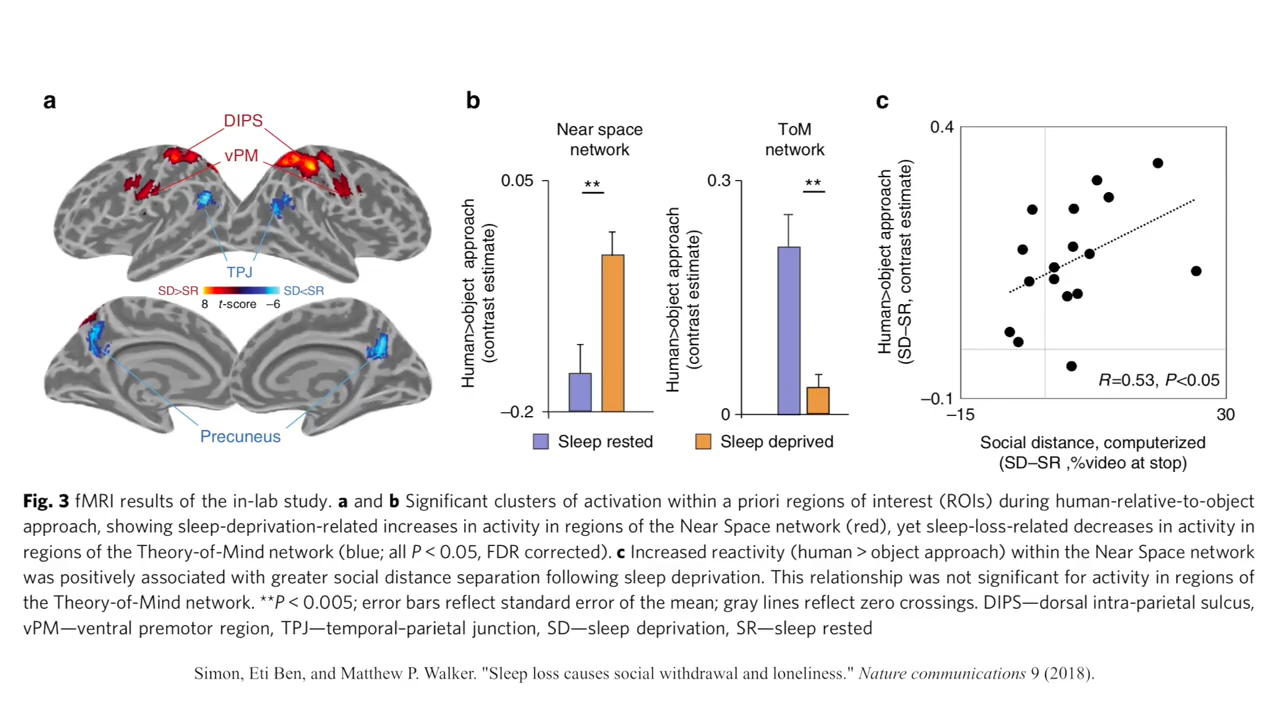 a
DIPS
vPM
TPJ
SD>SR
SD<SR
8 t-score −6
Precuneus
b
Near space
network
**
0.05
−0.2
Human>object approach
(contrast estimate)
ToM
network
**
0.3
0
Human>object approach
(contrast estimate)
Sleep rested
Sleep deprived
c
0.4
−0.1
Human>object approach
(SD–SR, contrast estimate)
R=0.53, P<0.05
−15
30
Social distance, computerized
(SD–SR ,%video at stop)
Fig. 3 fMRI results of the in-lab study. a and b Significant clusters of activation within a priori regions of interest (ROIs) during human-relative-to-object
approach, showing sleep-deprivation-related increases in activity in regions of the Near Space network (red), yet sleep-loss-related decreases in activity in
regions of the Theory-of-Mind network (blue; all P < 0.05, FDR corrected). c Increased reactivity (human > object approach) within the Near Space network
was positively associated with greater social distance separation following sleep deprivation. This relationship was not significant for activity in regions of
the Theory-of-Mind network. **P < 0.005; error bars reflect standard error of the mean; gray lines reflect zero crossings. DIPS—dorsal intra-parietal sulcus,
vPM—ventral premotor region, TPJ—temporal–parietal junction, SD—sleep deprivation, SR—sleep rested
Simon, Eti Ben, and Matthew P. Walker. "Sleep loss causes social withdrawal and loneliness." Nature communications 9 (2018).